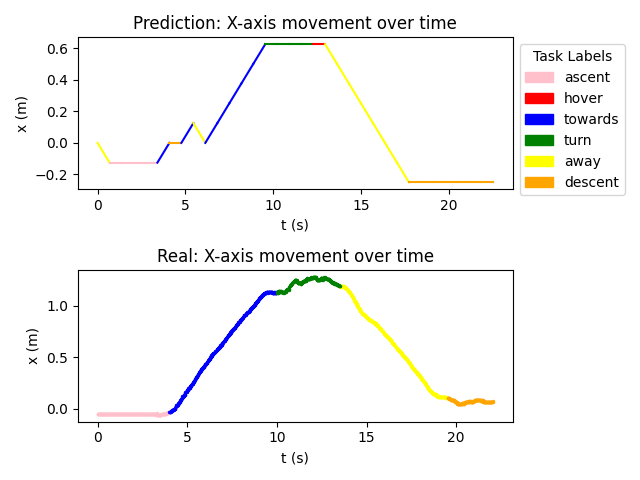 Prediction: X-axis movement over time
0.6
0.4
0.2
0.0
−0.2
x (m)
0 5 10 15 20
t (s)
Task Labels
ascent
hover
towards
turn
away
descent
Real: X-axis movement over time
1.0
0.5
0.0
x (m)
0 5 10 15 20
t (s)